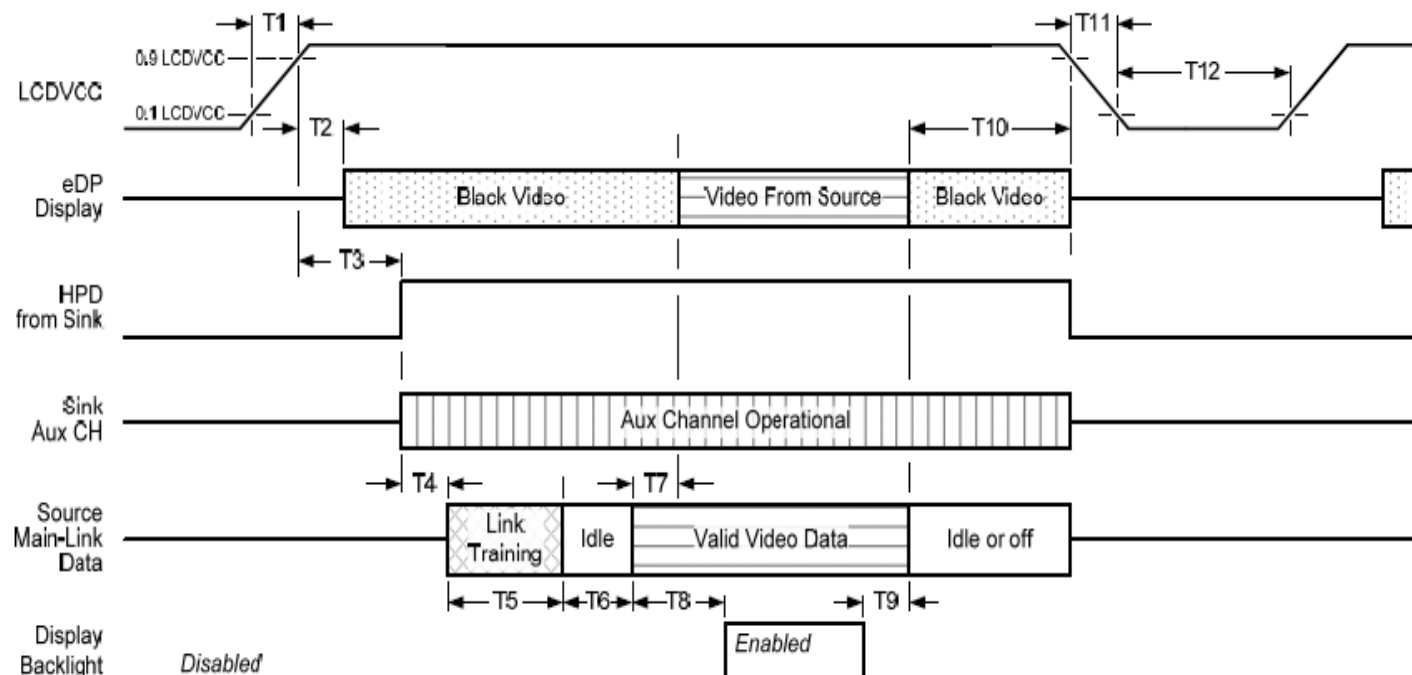 T1
T11
0.9 LCDVCC
LCDVCC
T12
0.1 LCDVCC
T2
T10
eDP
Display
Black Video
Video From Source
Black Video
T3
HPD
from Sink
Sink
Aux CH
Aux Channel Operational
T4
T7
Source
Main-Link
Data
Link
Training
Idle
Valid Video Data
Idle or off
T5
T6
T8
T9
Display
Backlight
Disabled
Enabled